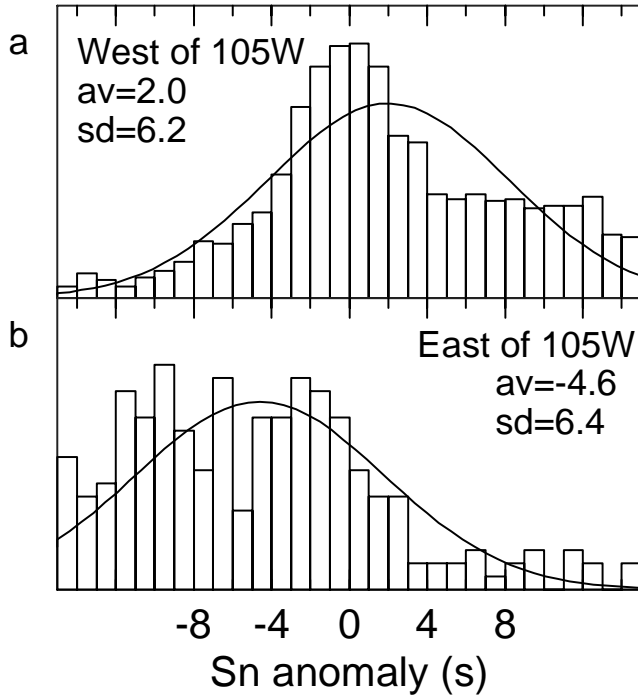 a
West of 105W
av=2.0
sd=6.2
b
East of 105W
av=-4.6
sd=6.4
-8 -4 0 4 8
Sn anomaly (s)